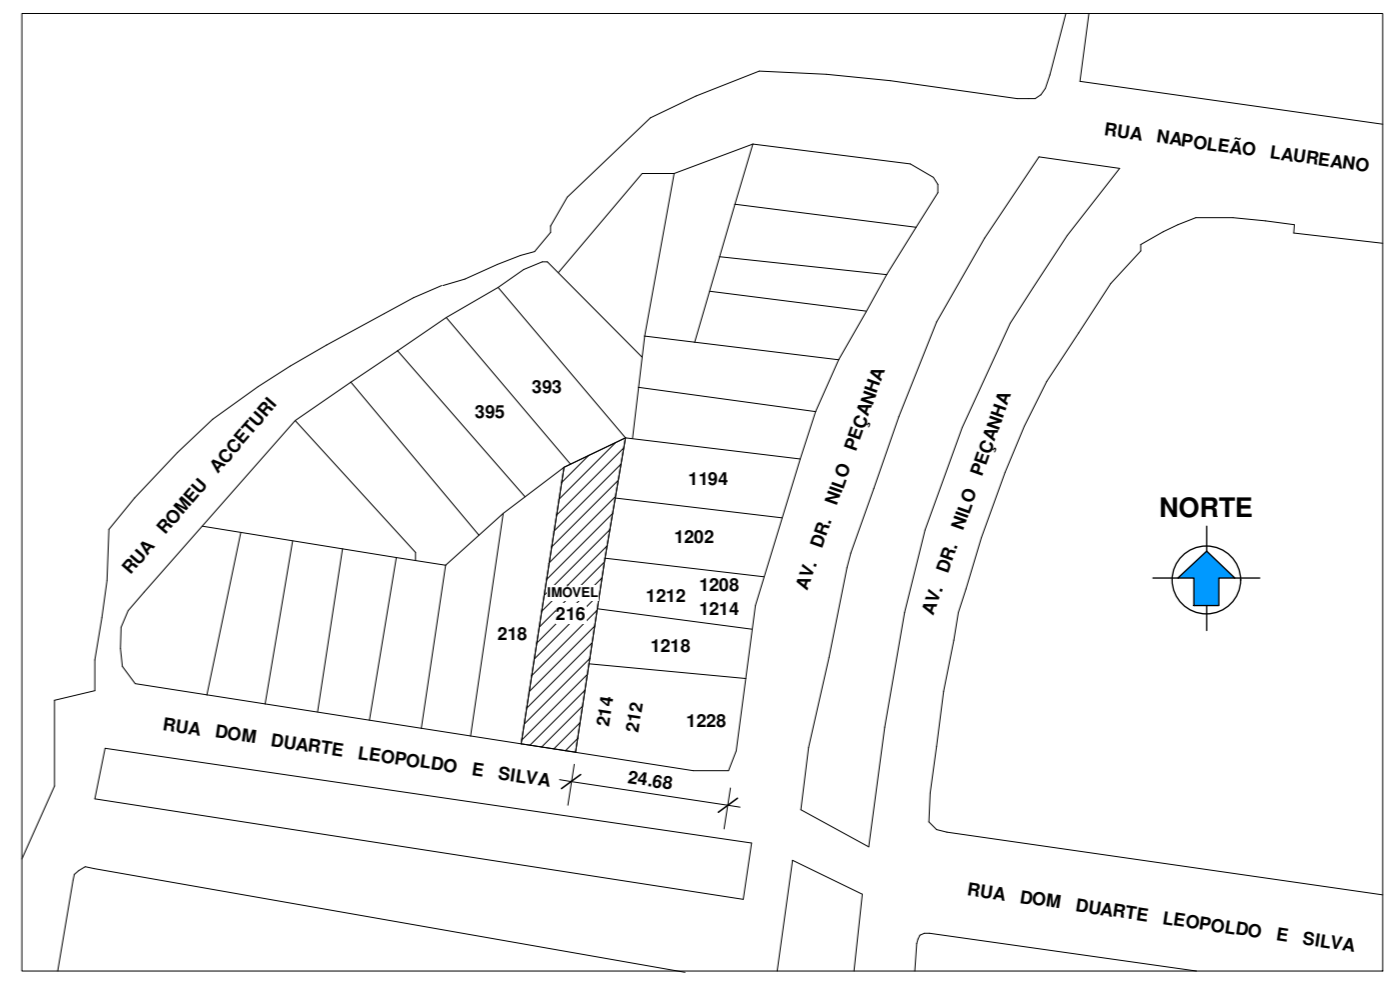 RUA NAPOLEÃO LAUREANO
393
395
RUA ROMEU ACCETURI
AV. DR. NILO PEÇANHA
AV. DR. NILO PEÇANHA
1194
NORTE
1202
IMOVEL
216
1212
1208
1214
218
1218
214
212
1228
RUA DOM DUARTE LEOPOLDO E SILVA
24.68
RUA DOM DUARTE LEOPOLDO E SILVA